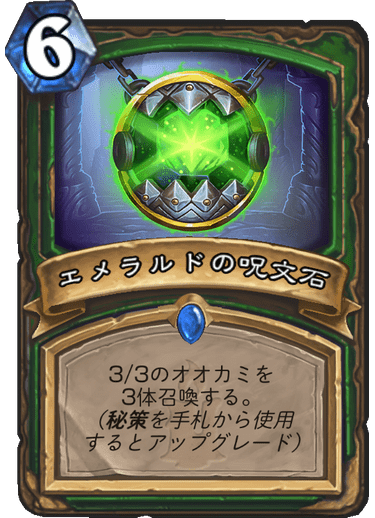 6
エメラルドの呪文石
3/3のオオカミを
3体召喚する。
(秘策を手札から使用
するとアップグレード)